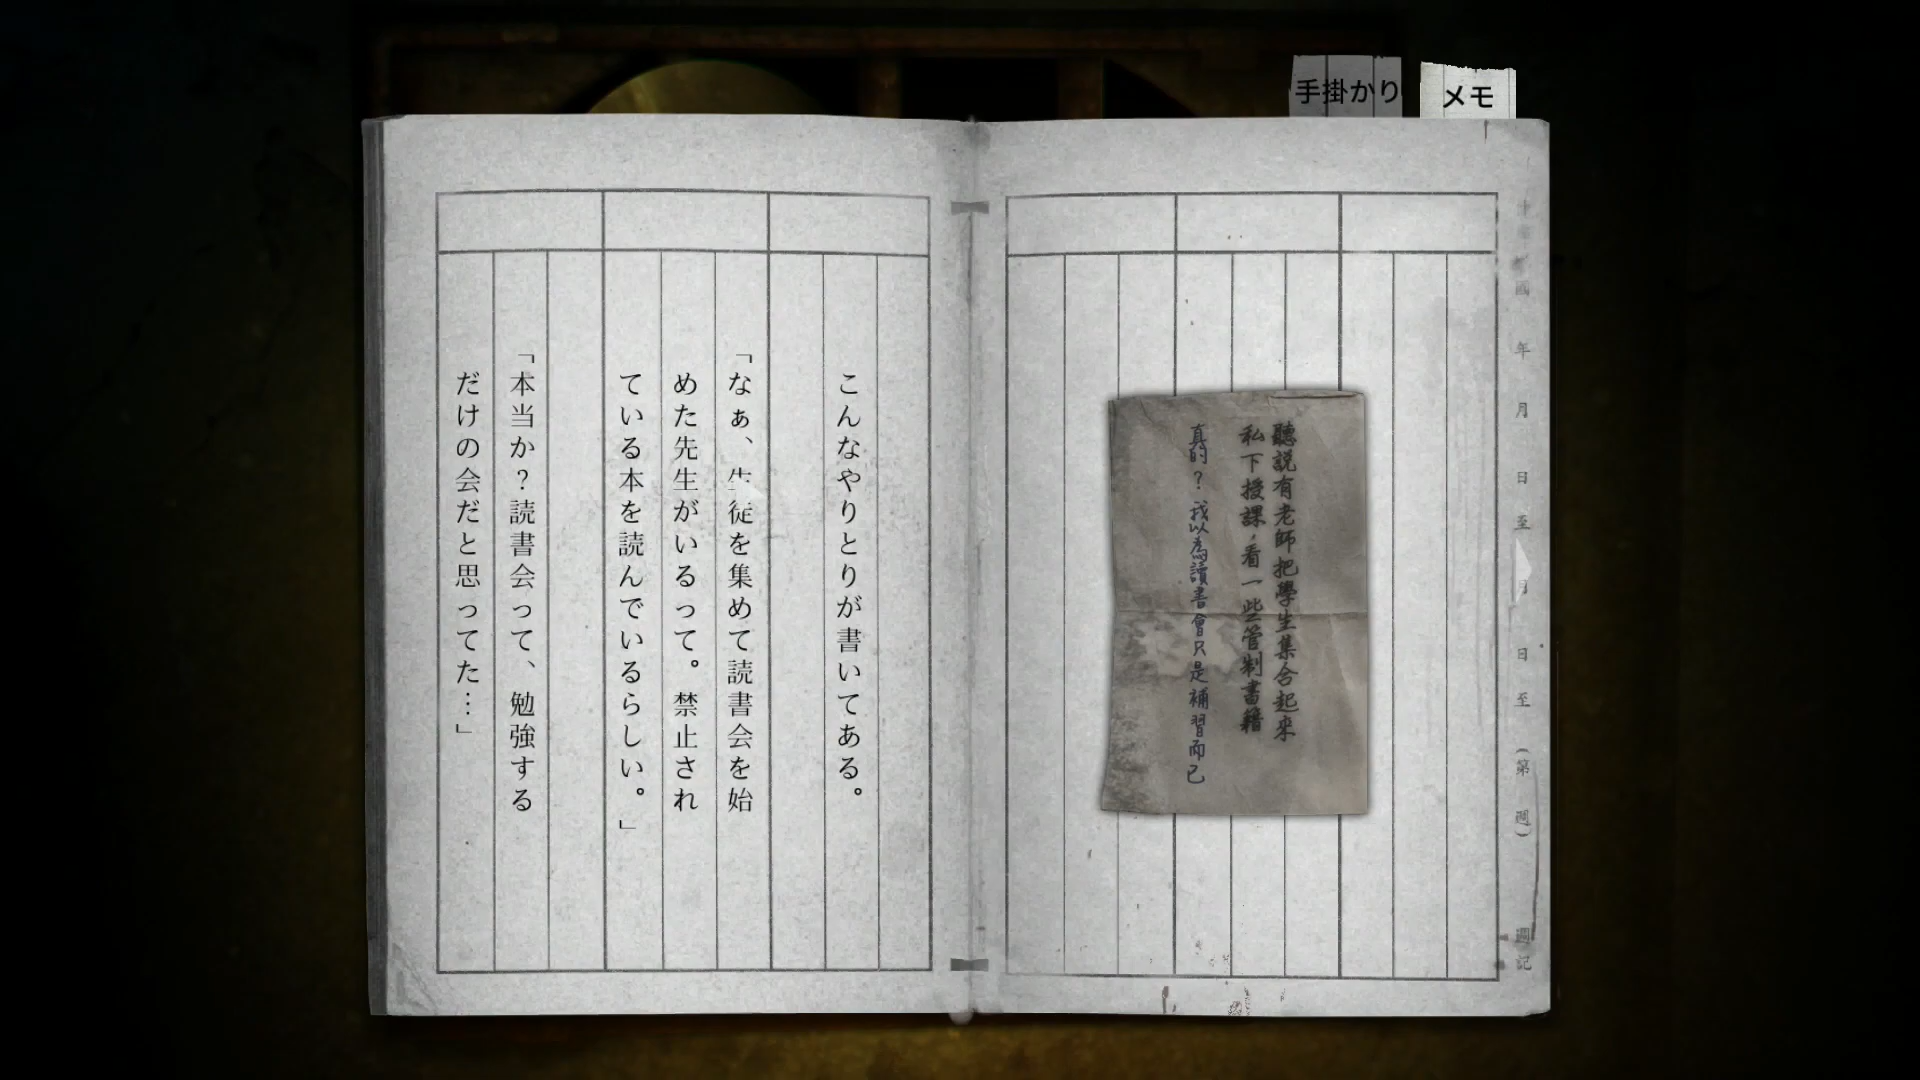 手掛かり
メモ
こんなやりとりが書いてある。
「なぁ、生徒を集めて読書会を始
めた先生がいるって。禁止され
ている本を読んでいるらしい。」
「本当か？読書会って、勉強する
だけの会だと思ってた…」
聽說有老師把學生集合起來
私下授課，看一些管制書籍
真的？我以為讀書會只是補習而已
年 月 日至 月 日至 (第 週) 週記